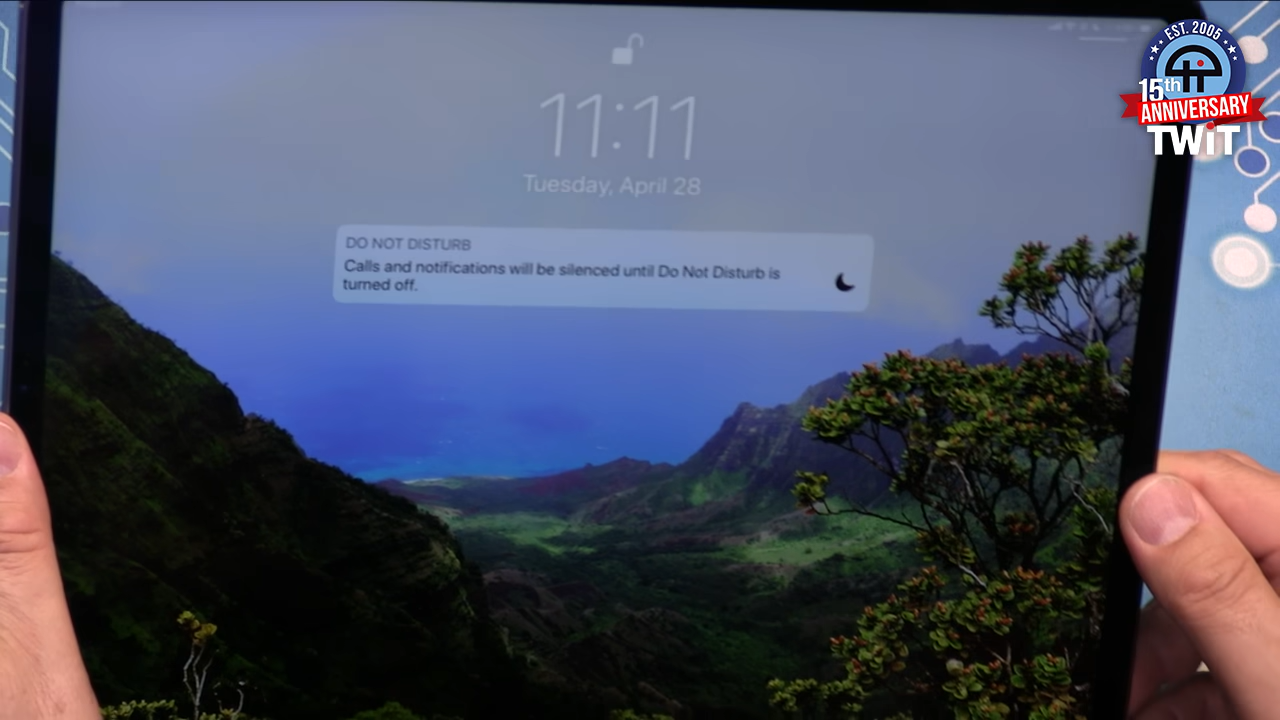 EST. 2005
15th
ANNIVERSARY
TWiT
11:11
Tuesday, April 28
DO NOT DISTURB
Calls and notifications will be silenced until Do Not Disturb is
turned off.